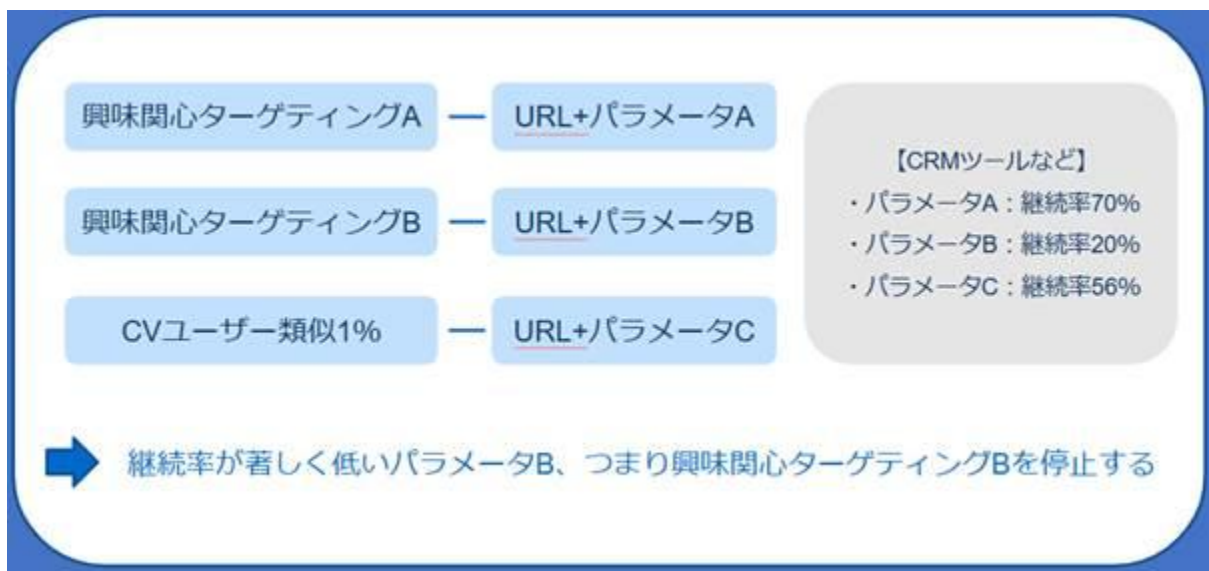 興味関心ターゲティングA
URL+パラメータA
興味関心ターゲティングB
URL+パラメータB
CVユーザー類似1%
URL+パラメータC
【CRMツールなど】
・パラメータA：継続率70%
・パラメータB：継続率20%
・パラメータC：継続率56%
継続率が著しく低いパラメータB、つまり興味関心ターゲティングBを停止する